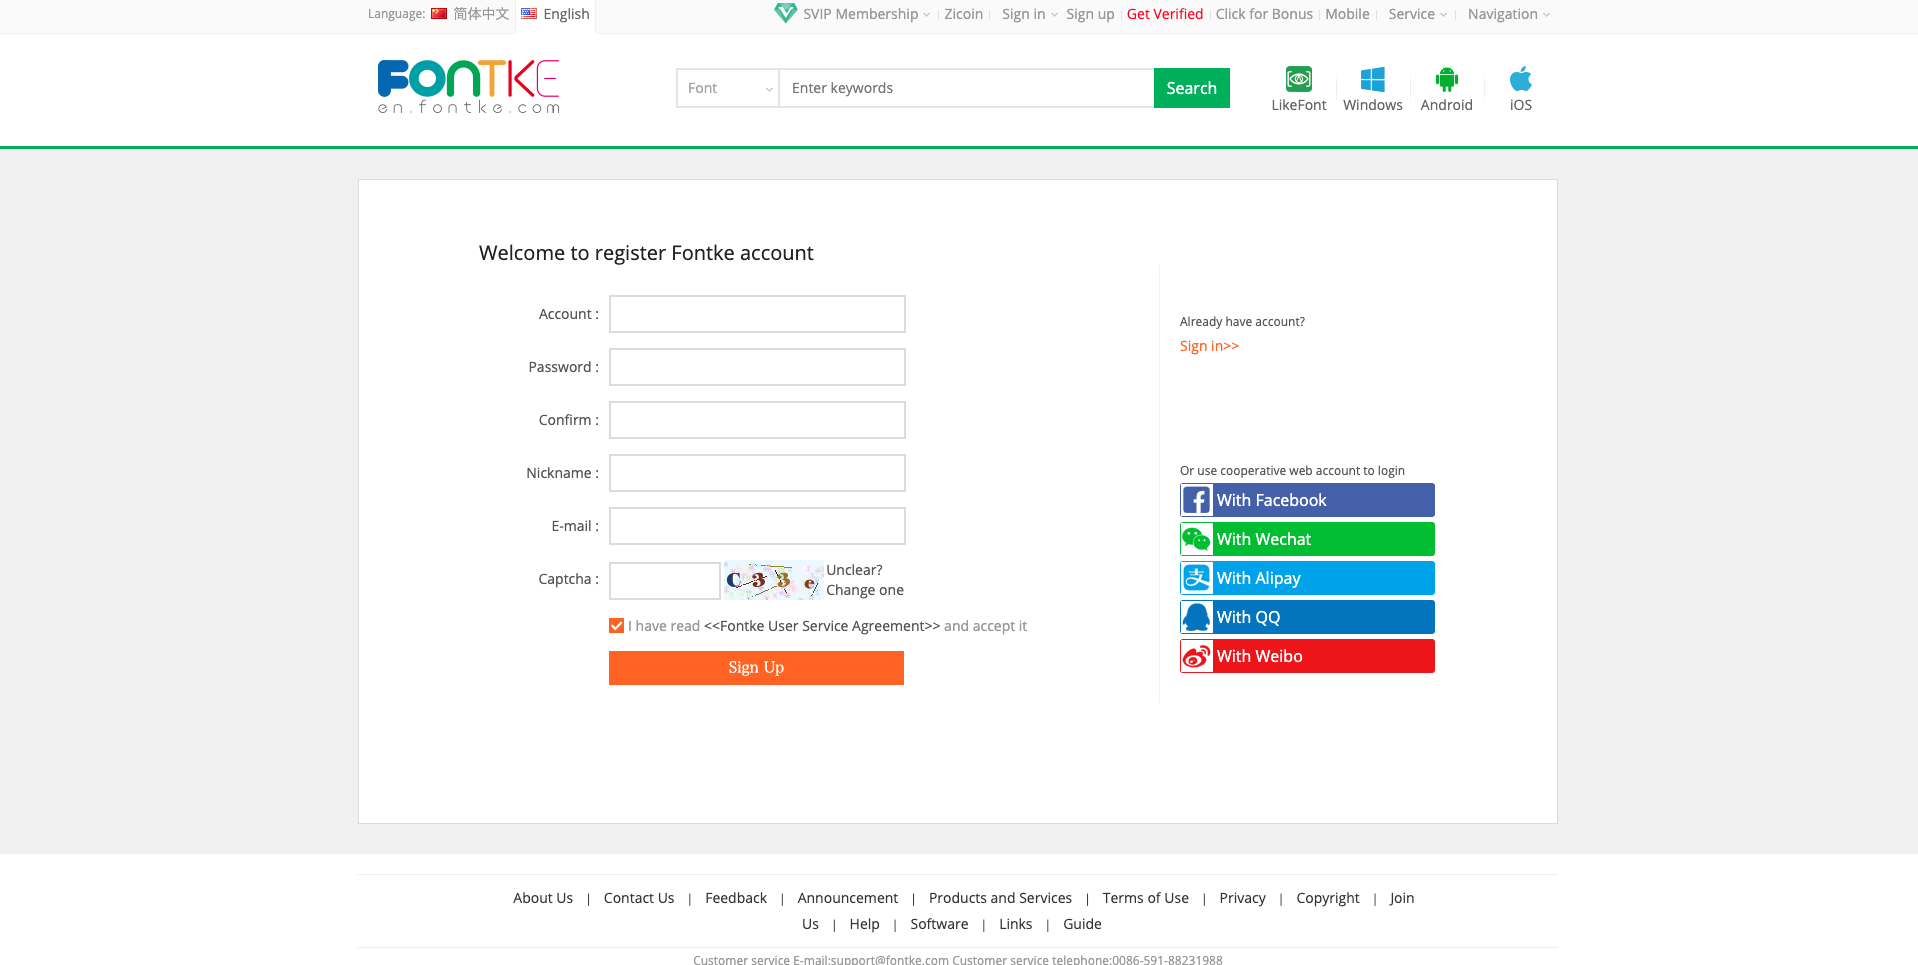 Language: 简体中文 English SVIP Membership Zicoin Sign in Sign up Get Verified Click for Bonus Mobile Service Navigation
FONTKE
en.fontke.com
Font Enter keywords Search
LikeFont Windows Android iOS
Welcome to register Fontke account
Account :
Password :
Confirm :
Nickname :
E-mail :
Captcha : C33e Unclear?
Change one
I have read <<Fontke User Service Agreement>> and accept it
Sign Up
Already have account?
Sign in>>
Or use cooperative web account to login
With Facebook
With Wechat
支 With Alipay
With QQ
With Weibo
About Us | Contact Us | Feedback | Announcement | Products and Services | Terms of Use | Privacy | Copyright | Join
Us | Help | Software | Links | Guide
Customer service E-mail:support@fontke.com Customer service telephone:0086-591-88231988